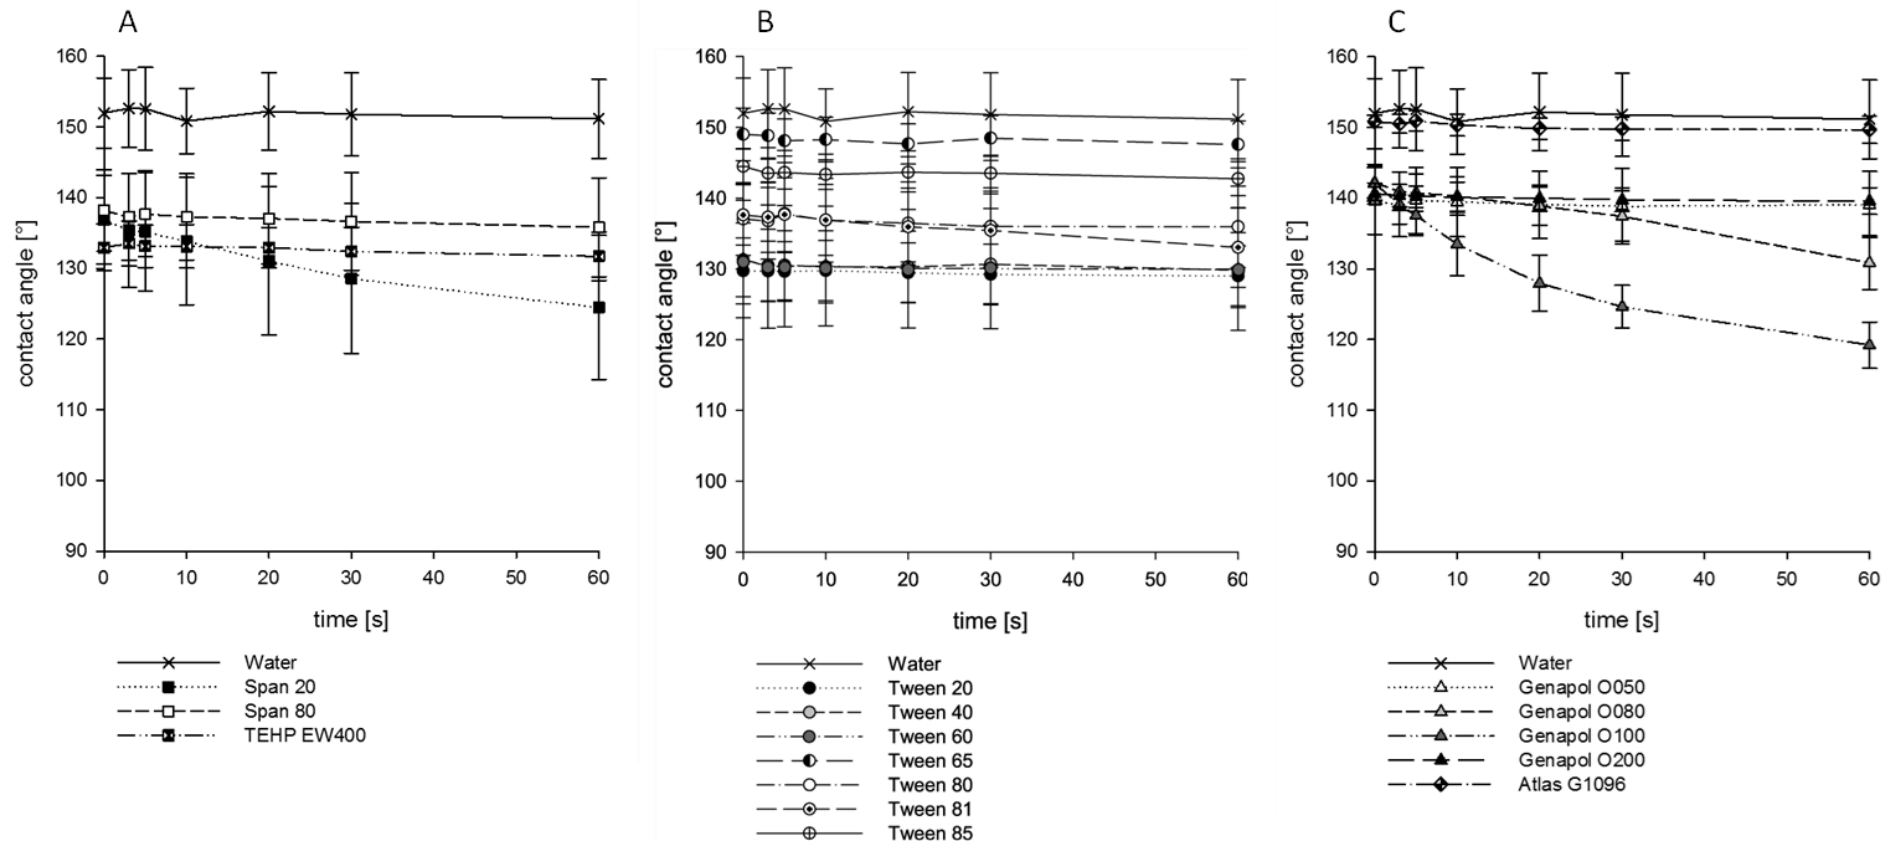 A
160
150
140
130
120
110
100
90
contact angle [°]
0 10 20 30 40 50 60
time [s]
Water
Span 20
Span 80
TEHP EW400
B
160
150
140
130
120
110
100
90
contact angle [°]
0 10 20 30 40 50 60
time [s]
Water
Tween 20
Tween 40
Tween 60
Tween 65
Tween 80
Tween 81
Tween 85
C
160
150
140
130
120
110
100
90
contact angle [°]
0 10 20 30 40 50 60
time [s]
Water
Genapol O050
Genapol O080
Genapol O100
Genapol O200
Atlas G1096